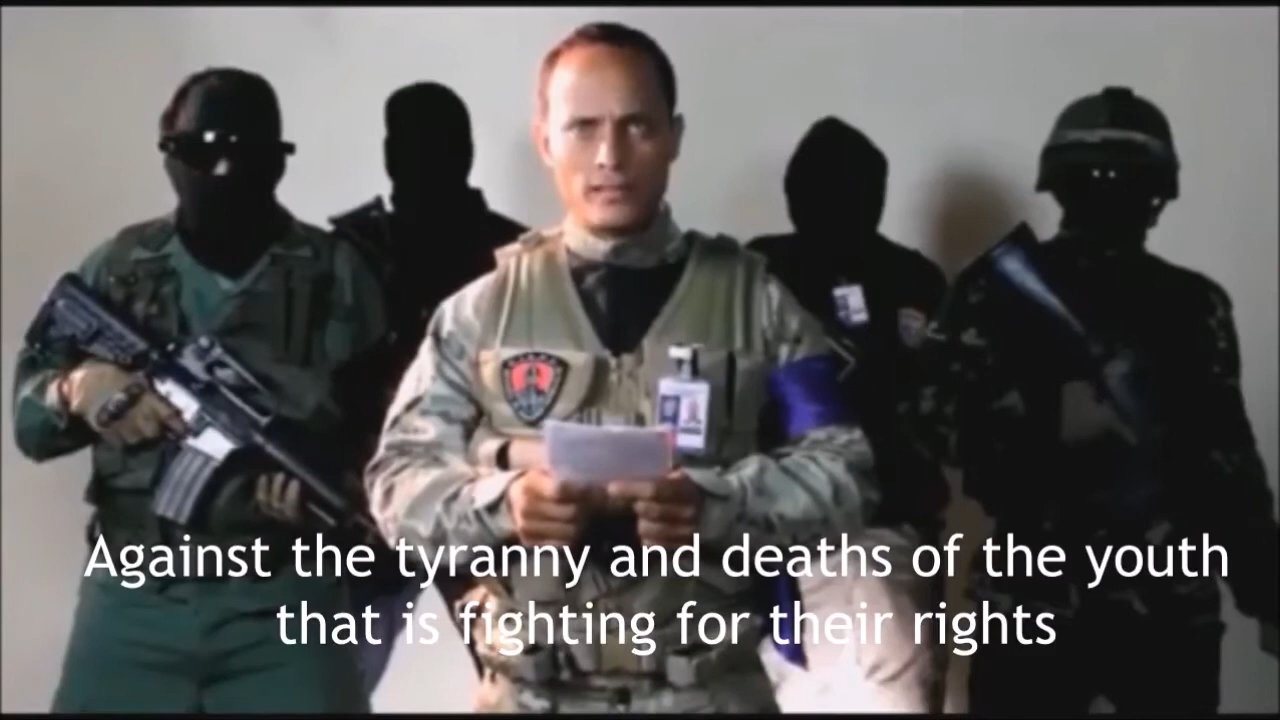 Against the tyranny and deaths of the youth
that is fighting for their rights